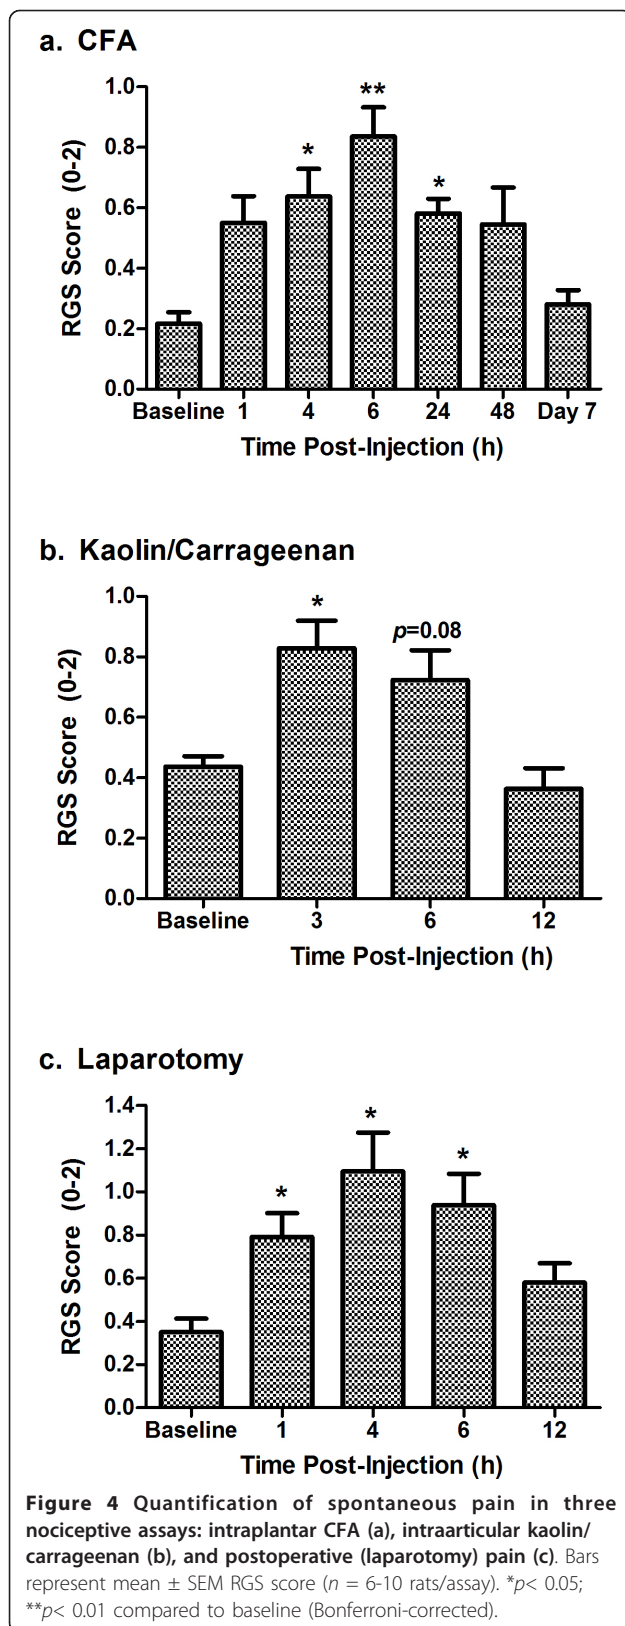 a. CFA
1.0
0.8
0.6
0.4
0.2
0.0
RGS Score (0-2)
*
**
*
Baseline 1 4 6 24 48 Day 7
Time Post-Injection (h)
b. Kaolin/Carrageenan
1.0
0.8
0.6
0.4
0.2
0.0
RGS Score (0-2)
*
p=0.08
Baseline 3 6 12
Time Post-Injection (h)
c. Laparotomy
1.4
1.2
1.0
0.8
0.6
0.4
0.2
0.0
RGS Score (0-2)
*
*
*
Baseline 1 4 6 12
Time Post-Injection (h)
Figure 4 Quantification of spontaneous pain in three
nociceptive assays: intraplantar CFA (a), intraarticular kaolin/
carrageenan (b), and postoperative (laparotomy) pain (c). Bars
represent mean ± SEM RGS score (n = 6-10 rats/assay). *p< 0.05;
**p< 0.01 compared to baseline (Bonferroni-corrected).